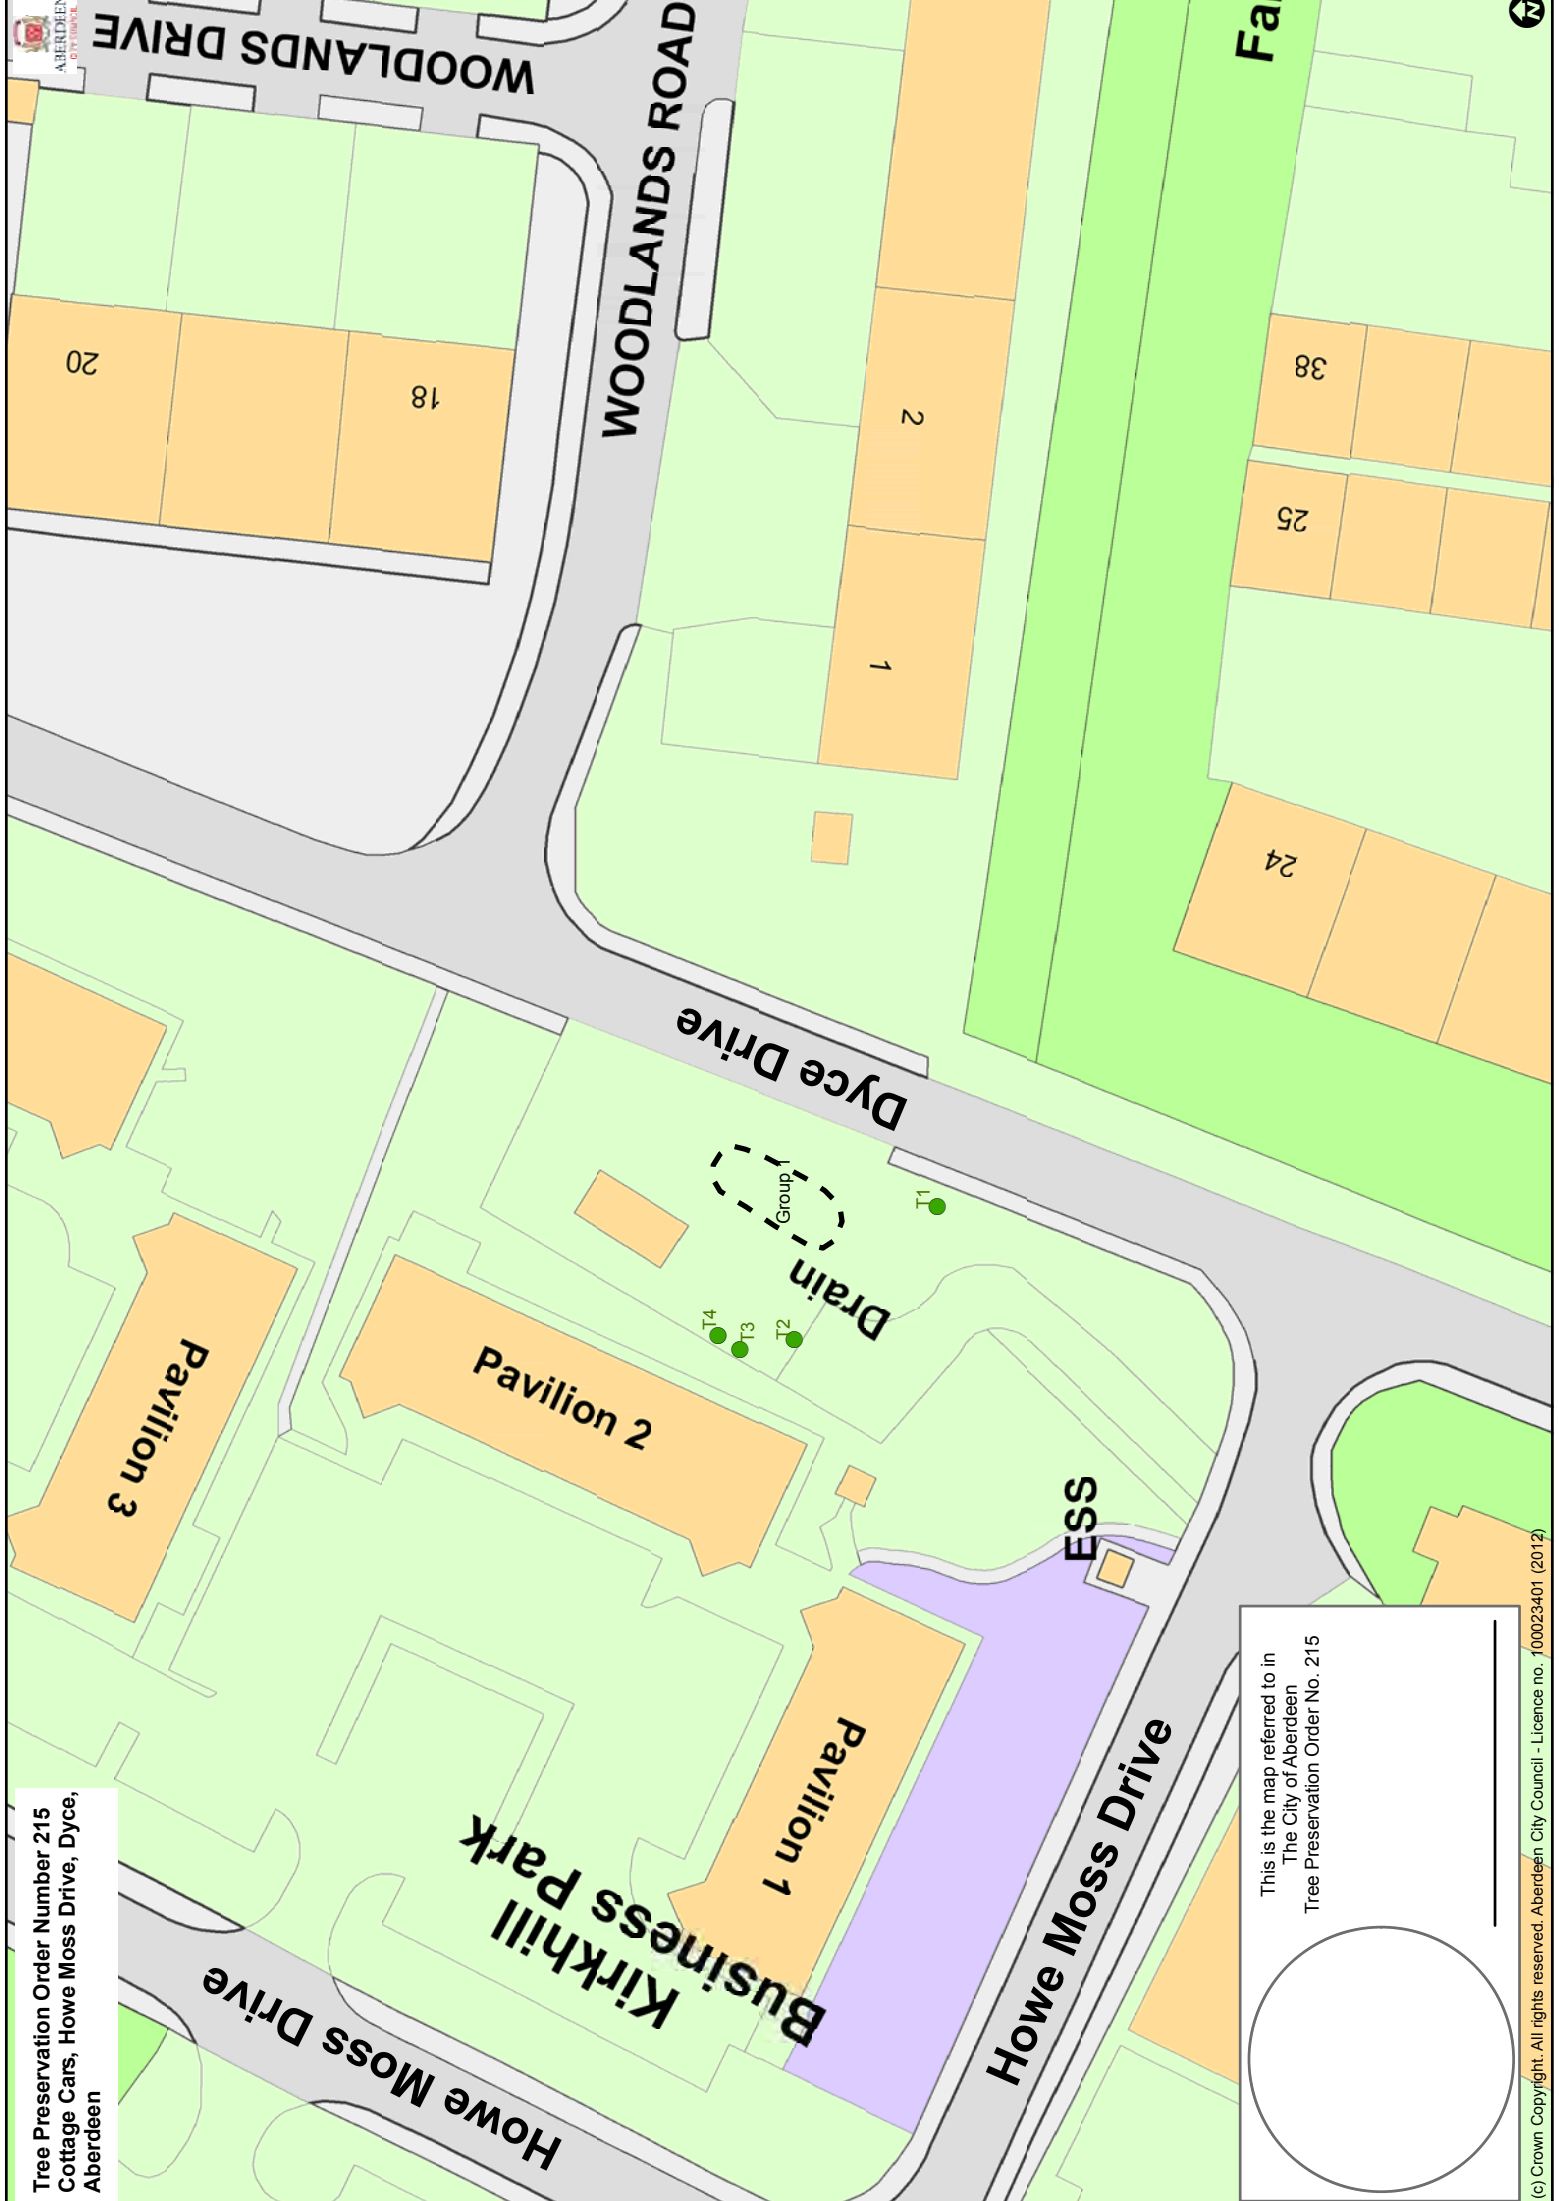 Tree Preservation Order Number 215
Cottage Cars, Howe Moss Drive, Dyce,
Aberdeen
ABERDEEN
CITY COUNCIL
N
WOODLANDS DRIVE
WOODLANDS ROAD
20
18
2
1
38
25
24
Dyce Drive
Group 1
T1
T2
T3
T4
Drain
Pavilion 3
Pavilion 2
Pavilion 1
ESS
Kirkhill
Business Park
Howe Moss Drive
Howe Moss Drive
This is the map referred to in
The City of Aberdeen
Tree Preservation Order No. 215
(c) Crown Copyright. All rights reserved. Aberdeen City Council - Licence no. 100023401 (2012)